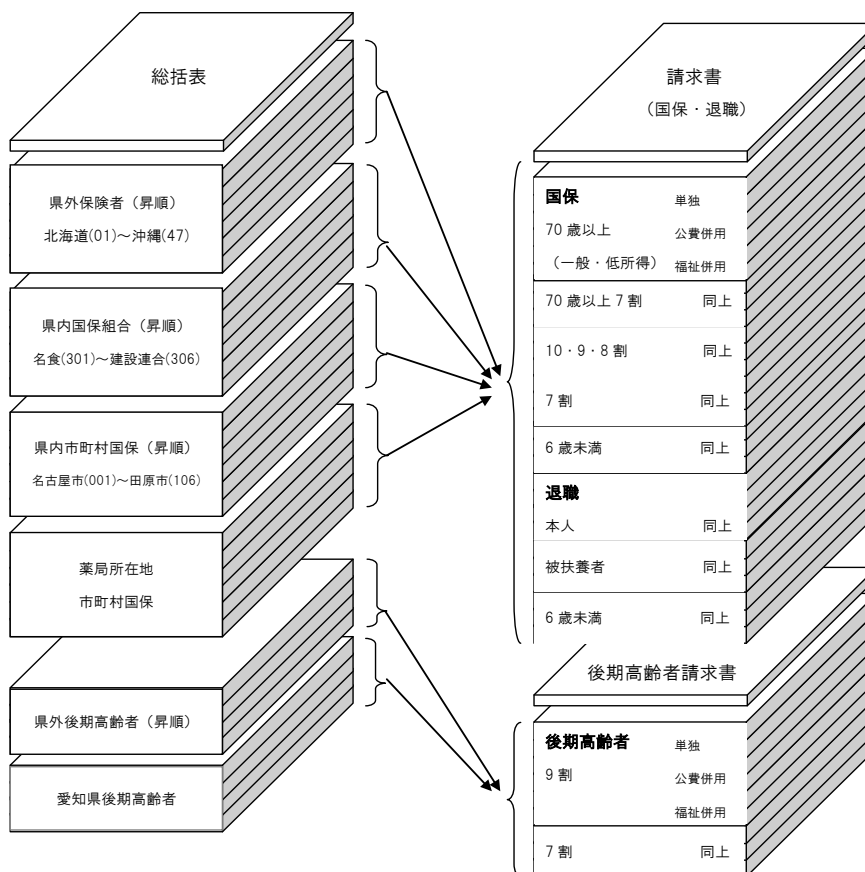 総括表
県外保険者（昇順）
北海道(01)～沖縄(47)
県内国保組合（昇順）
名食(301)～建設連合(306)
県内市町村国保（昇順）
名古屋市(001)～田原市(106)
薬局所在地
市町村国保
県外後期高齢者（昇順）
愛知県後期高齢者
請求書
（国保・退職）
国保 単独
70 歳以上 公費併用
（一般・低所得） 福祉併用
70 歳以上 7 割 同上
10・9・8 割 同上
7 割 同上
6 歳未満 同上
退職
本人 同上
被扶養者 同上
6 歳未満 同上
後期高齢者請求書
後期高齢者 単独
9 割 公費併用
福祉併用
7 割 同上